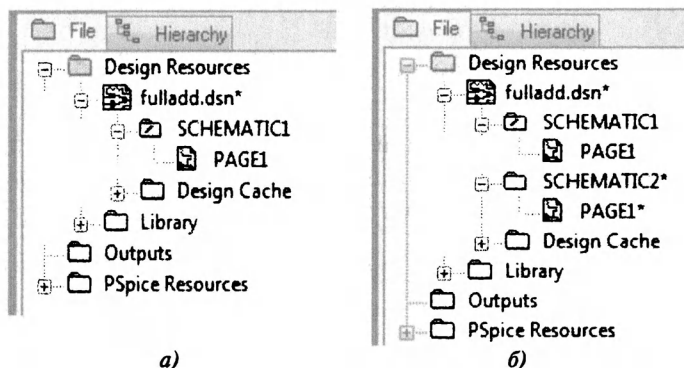 File Hierarchy
Design Resources
fulladd.dsn*
SCHEMATIC1
PAGE1
Design Cache
Library
Outputs
PSpice Resources
а)
File Hierarchy
Design Resources
fulladd.dsn*
SCHEMATIC1
PAGE1
SCHEMATIC2*
PAGE1*
Design Cache
Library
Outputs
PSpice Resources
б)